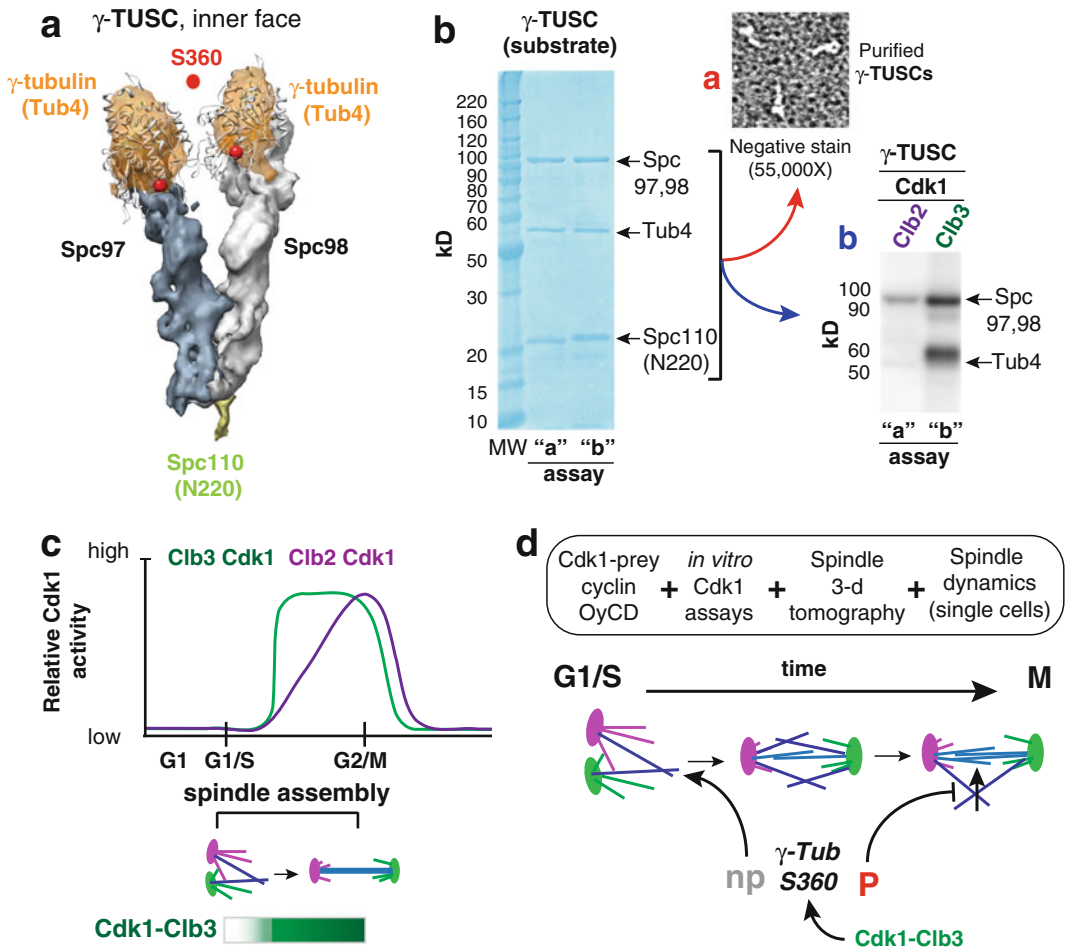 a γ-TUSC, inner face
S360
γ-tubulin
(Tub4)
γ-tubulin
(Tub4)
Spc97
Spc98
Spc110
(N220)
b γ-TUSC
(substrate)
kD
220
160
120
100
90
80
70
60
50
30
20
15
10
Spc
97,98
Tub4
Spc110
(N220)
MW "a" "b"
assay
a
Purified
γ-TUSCs
Negative stain
(55,000X)
b
γ-TUSC
Cdk1
Clb2 Clb3
kD
100
90
60
50
Spc
97,98
Tub4
"a" "b"
assay
c
Relative Cdk1
activity
high
low
Clb3 Cdk1 Clb2 Cdk1
G1 G1/S G2/M
spindle assembly
Cdk1-Clb3
d
Cdk1-prey
cyclin
OyCD
+
in vitro
Cdk1
assays
+
Spindle
3-d
tomography
+
Spindle
dynamics
(single cells)
G1/S time M
np γ-Tub
S360 P
Cdk1-Clb3